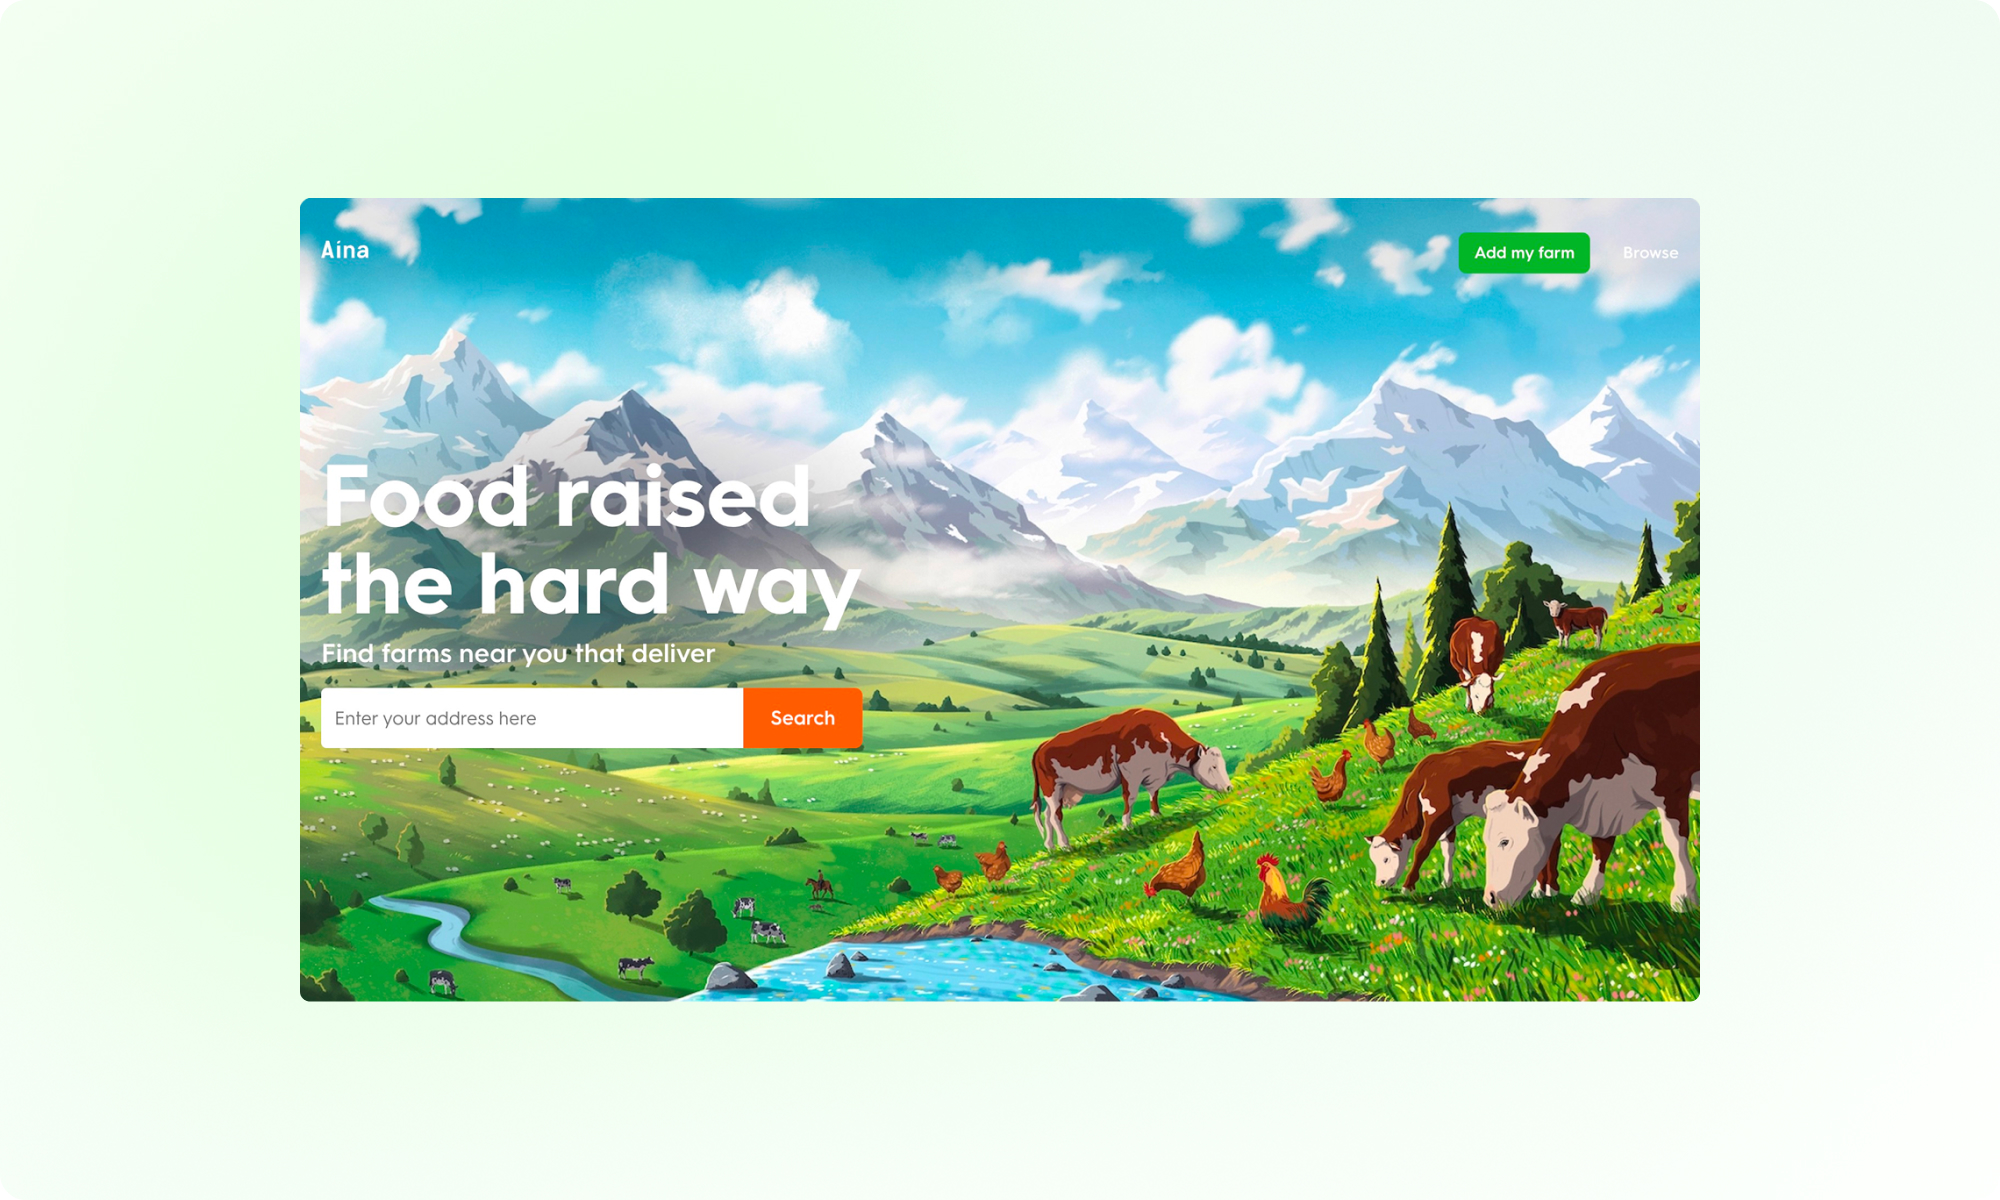 Aína
Add my farm
Browse
Food raised
the hard way
Find farms near you that deliver
Enter your address here
Search